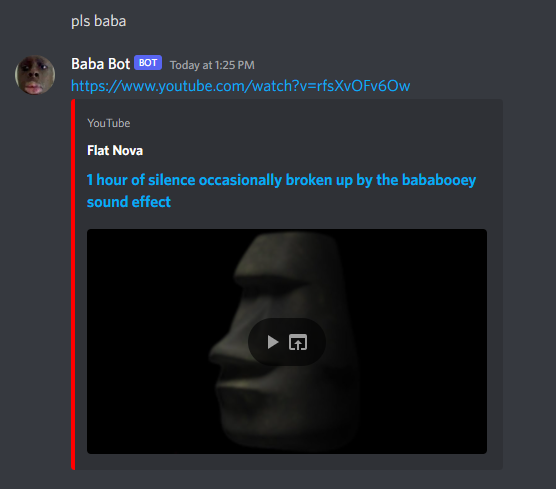 pls baba
Baba Bot BOT Today at 1:25 PM
https://www.youtube.com/watch?v=rfsXvOFv6Ow
YouTube
Flat Nova
1 hour of silence occasionally broken up by the bababooey
sound effect